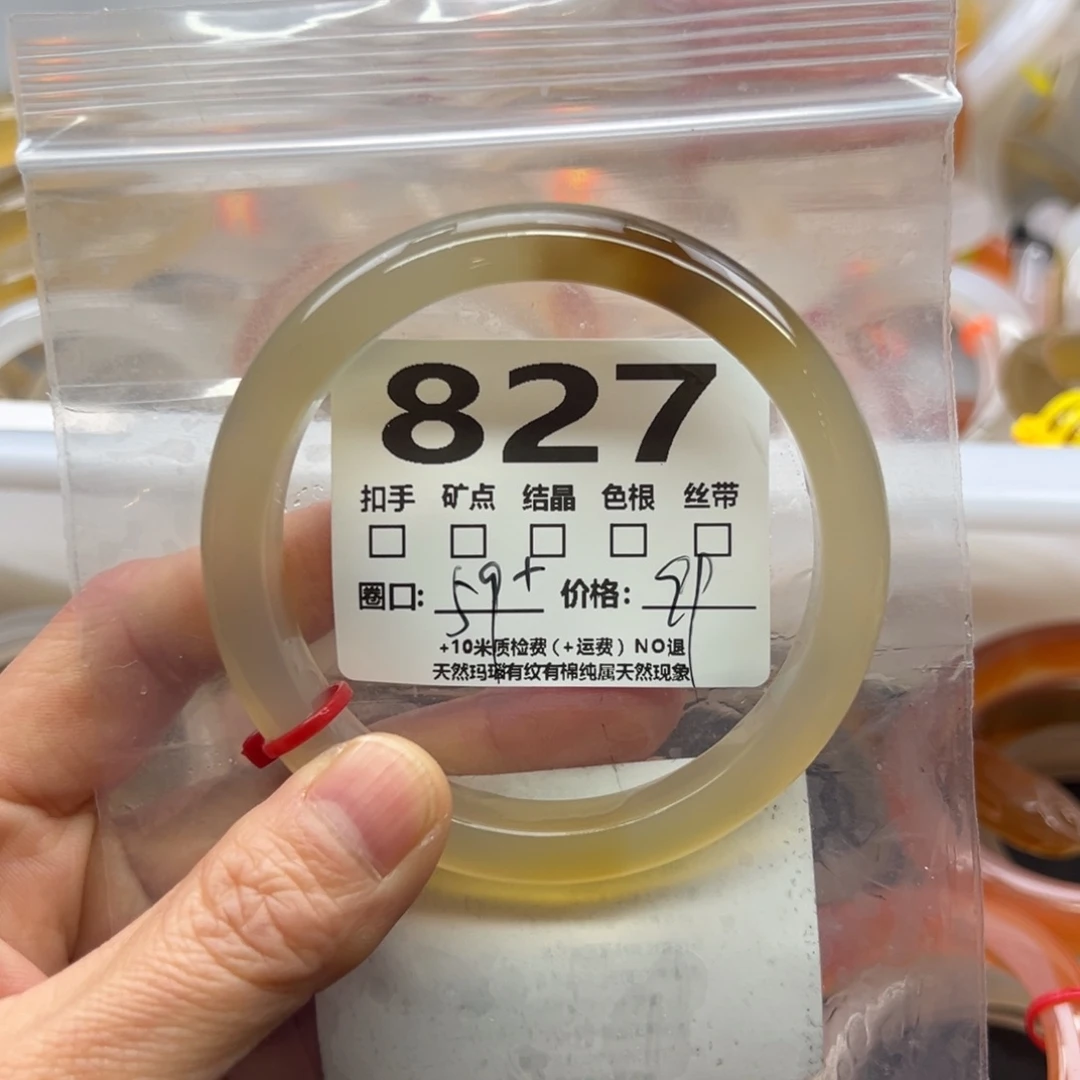 827
扣手 矿点 结晶 色根 丝带
圈口: 59+ 价格:
+10米质检费(+运费)NO退
天然玛瑙有纹有棉纯属天然现象